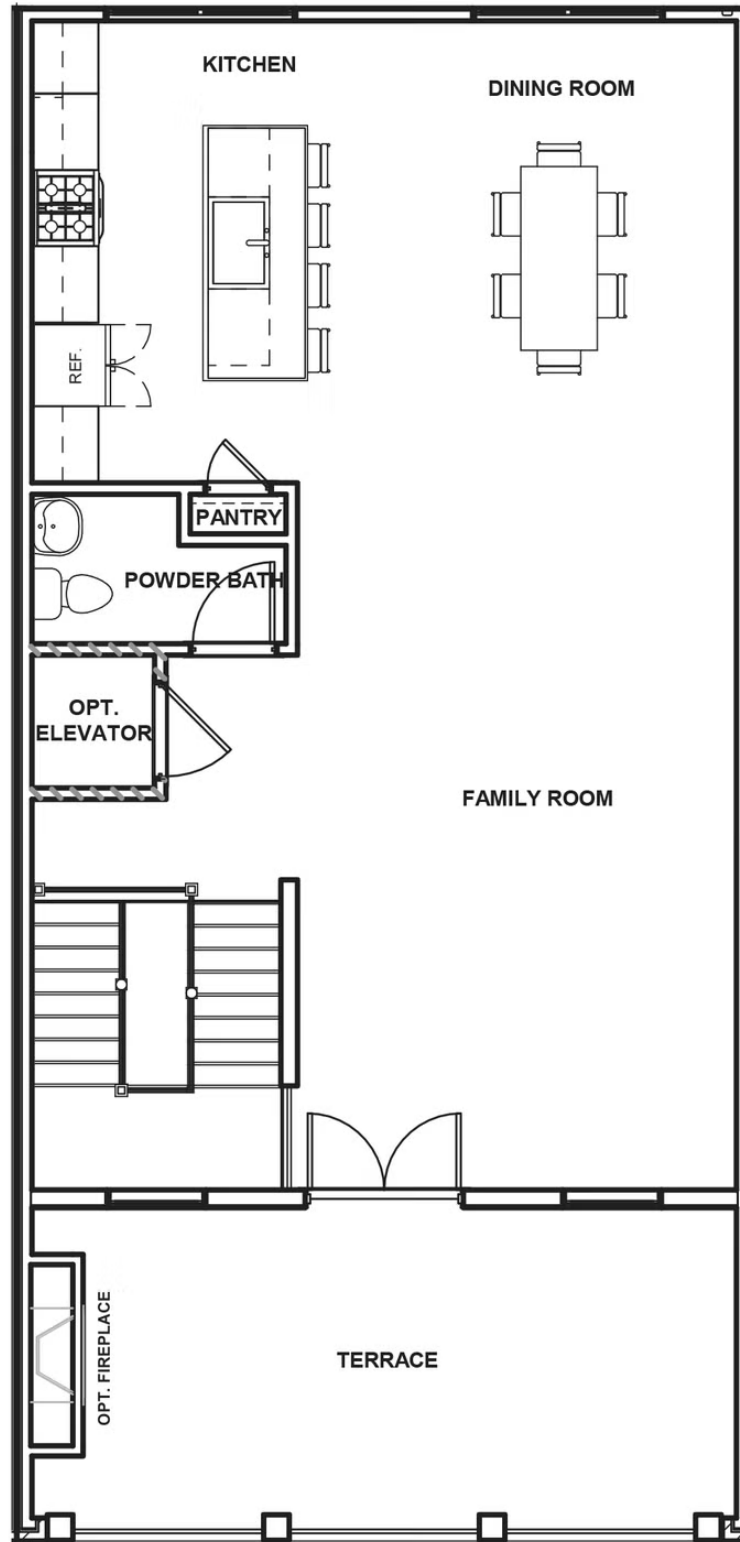 KITCHEN
DINING ROOM
REF.
PANTRY
POWDER BATH
OPT.
ELEVATOR
FAMILY ROOM
OPT. FIREPLACE
TERRACE